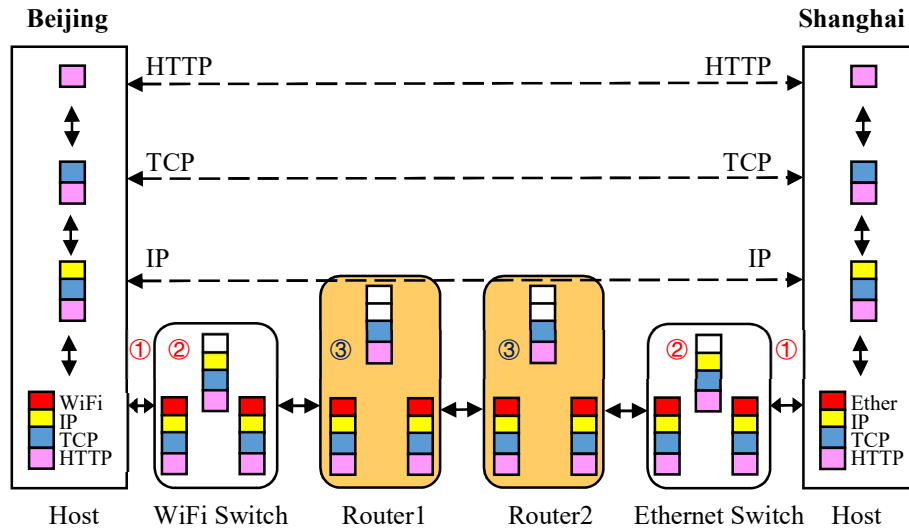 Beijing
Shanghai
HTTP
HTTP
TCP
TCP
IP
IP
①
②
③
③
②
①
WiFi
IP
TCP
HTTP
Ether
IP
TCP
HTTP
Host
WiFi Switch
Router1
Router2
Ethernet Switch
Host